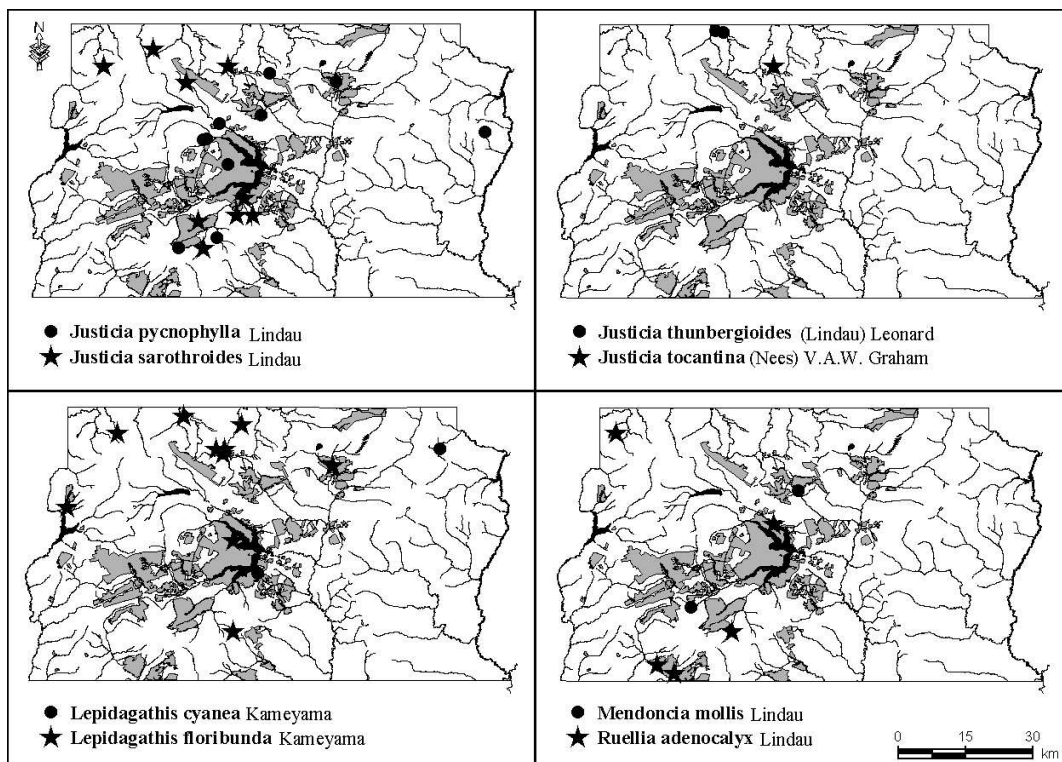 N
Justicia pycnophylla Lindau
Justicia sarothroides Lindau
Justicia thunbergioides (Lindau) Leonard
Justicia tocantina (Nees) V.A.W. Graham
Lepidagathis cyanea Kameyama
Lepidagathis floribunda Kameyama
Mendoncia mollis Lindau
Ruellia adenocalyx Lindau
0 15 30
km